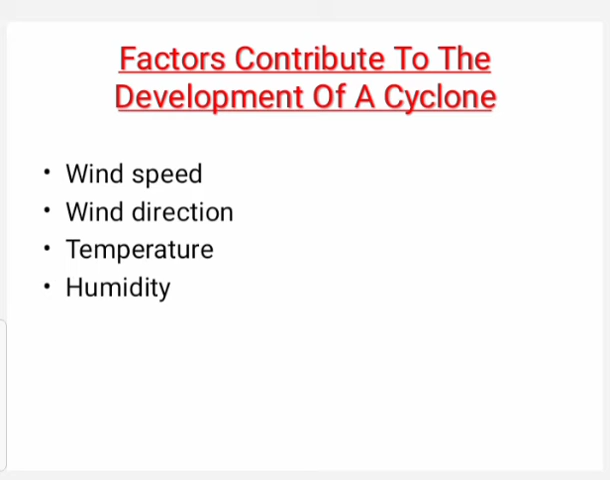 Factors Contribute To The
Development Of A Cyclone
• Wind speed
• Wind direction
• Temperature
• Humidity